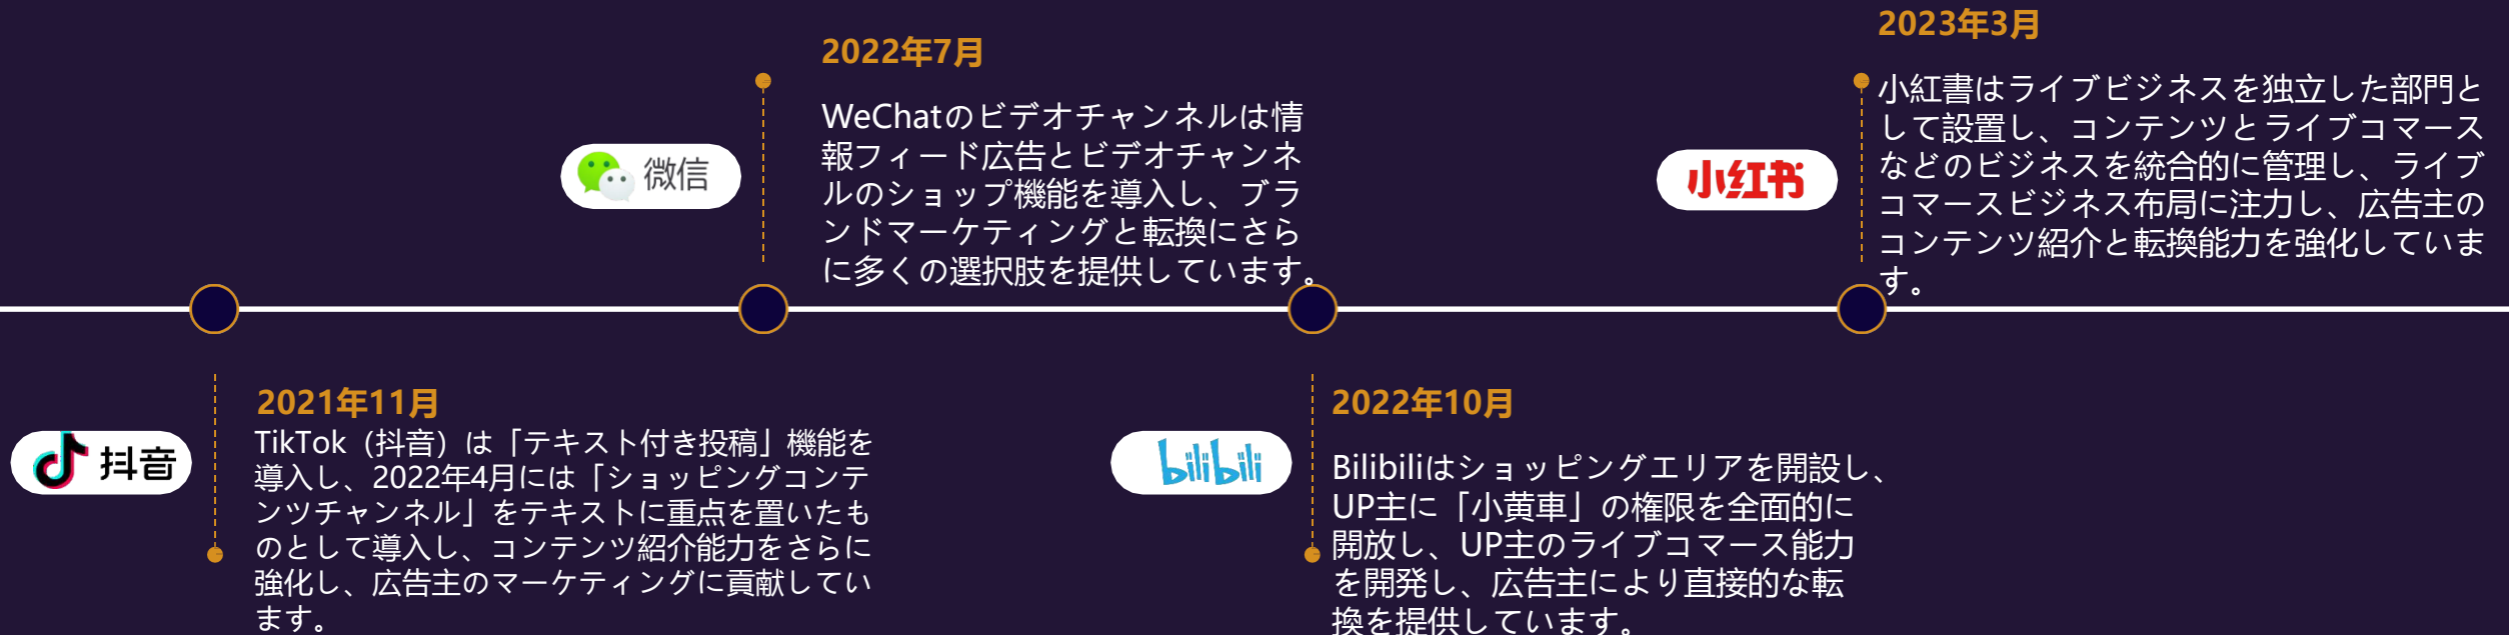 2021年11月
抖音
TikTok（抖音）は「テキスト付き投稿」機能を
導入し、2022年4月には「ショッピングコンテ
ンツチャンネル」をテキストに重点を置いたも
のとして導入し、コンテンツ紹介能力をさらに
強化し、広告主のマーケティングに貢献してい
ます。
2022年7月
微信
WeChatのビデオチャンネルは情
報フィード広告とビデオチャンネ
ルのショップ機能を導入し、ブラ
ンドマーケティングと転換にさら
に多くの選択肢を提供しています。
2022年10月
bilibili
Bilibiliはショッピングエリアを開設し、
UP主に「小黄車」の権限を全面的に
開放し、UP主のライブコマース能力
を開発し、広告主により直接的な転
換を提供しています。
2023年3月
小红书
小紅書はライブビジネスを独立した部門と
して設置し、コンテンツとライブコマース
などのビジネスを統合的に管理し、ライブ
コマースビジネス布局に注力し、広告主の
コンテンツ紹介と転換能力を強化していま
す。